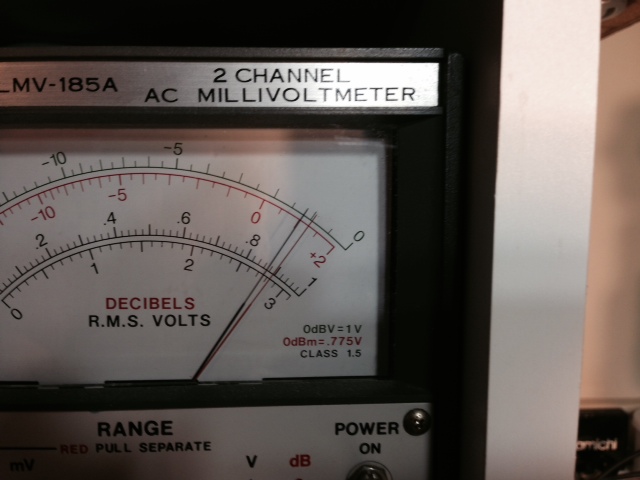 LMV-185A
2 CHANNEL
AC MILLIVOLTMETER
-10 -5 0
-10 -5 0 +2
.2 .4 .6 .8 1
0 1 2 3
DECIBELS
R.M.S. VOLTS
0dBV=1V
0dBm=.775V
CLASS 1.5
RANGE
RED PULL SEPARATE
mV V dB
POWER
ON